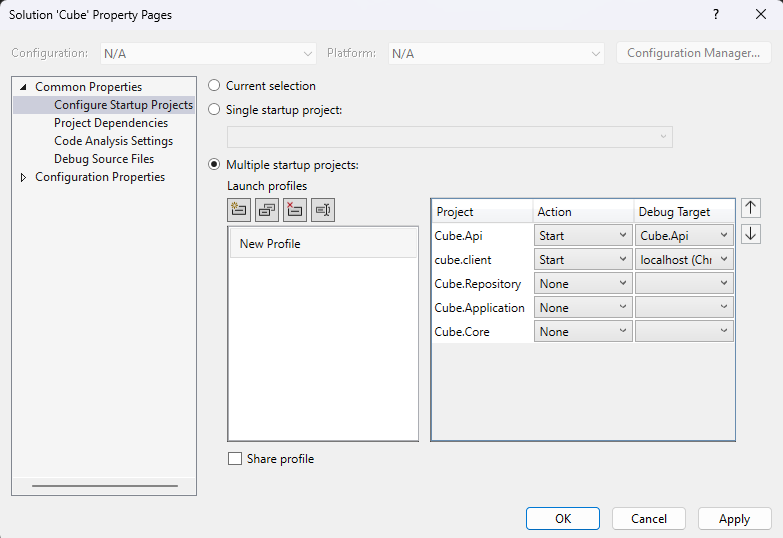 Solution 'Cube' Property Pages
Configuration: N/A Platform: N/A Configuration Manager...
Common Properties
Configure Startup Projects
Project Dependencies
Code Analysis Settings
Debug Source Files
Configuration Properties
Current selection
Single startup project:
Multiple startup projects:
Launch profiles
New Profile
Project Action Debug Target
Cube.Api Start Cube.Api
cube.client Start localhost (Chr
Cube.Repository None
Cube.Application None
Cube.Core None
Share profile
OK Cancel Apply